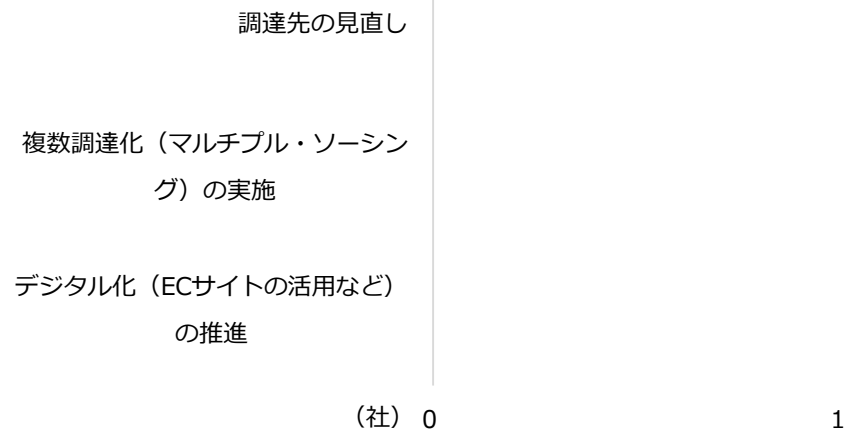 調達先の見直し
複数調達化（マルチプル・ソーシン
グ）の実施
デジタル化（ECサイトの活用など）
の推進
（社） 0 1